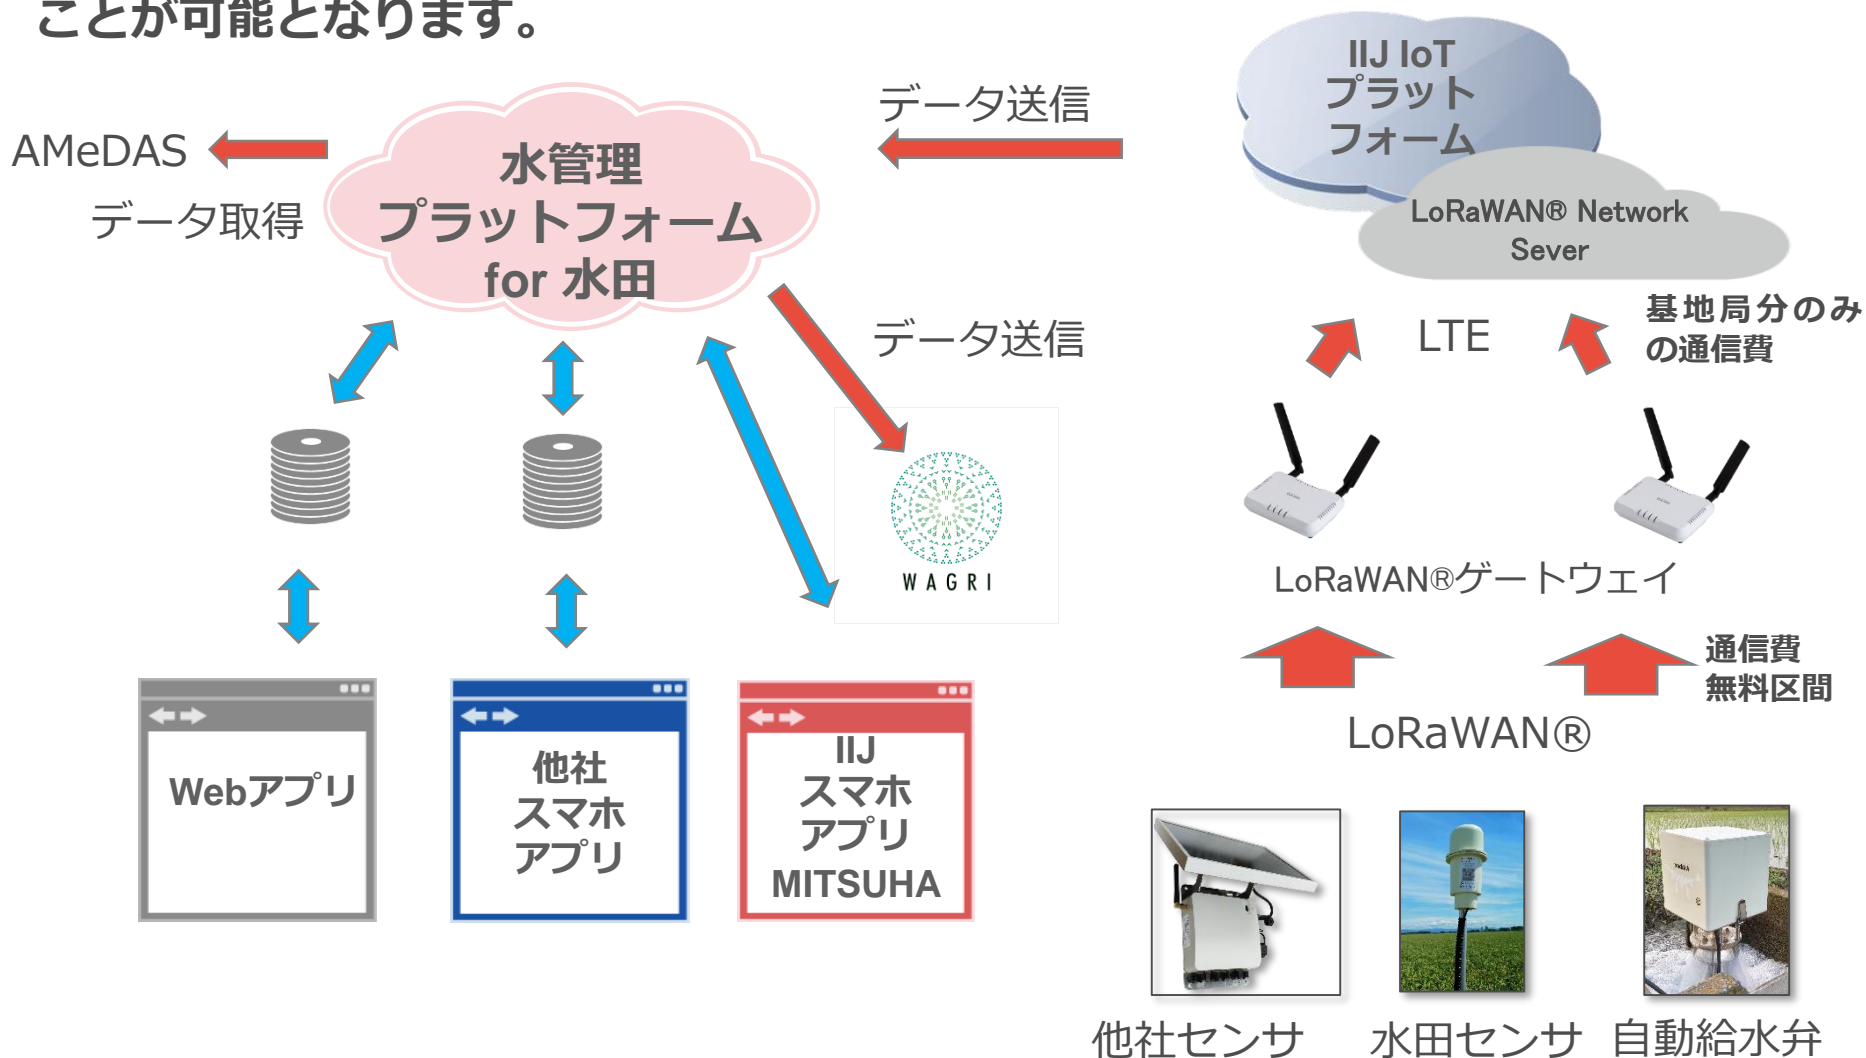 ことが可能となります。
IIJ IoT
プラット
フォーム
LoRaWAN® Network
Sever
データ送信
AMeDAS
データ取得
水管理
プラットフォーム
for 水田
データ送信
LTE
基地局分のみ
の通信費
WAGRI
LoRaWAN®ゲートウェイ
通信費
無料区間
LoRaWAN®
Webアプリ
他社
スマホ
アプリ
IIJ
スマホ
アプリ
MITSUHA
他社センサ
水田センサ
自動給水弁